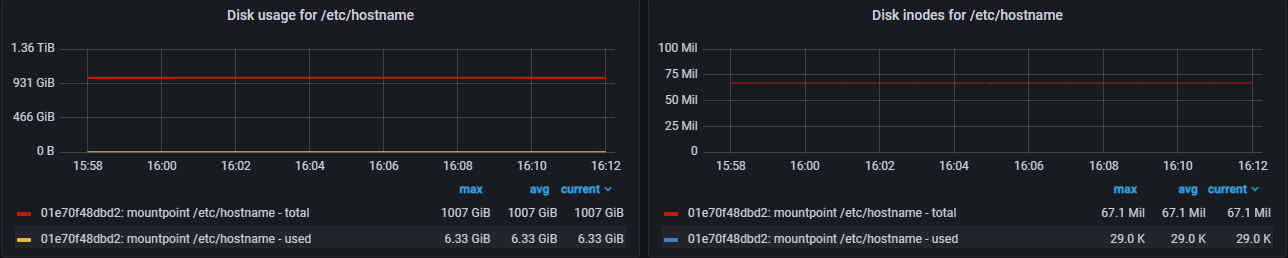 Disk usage for /etc/hostname
1.36 TiB
931 GiB
466 GiB
0 B
15:58 16:00 16:02 16:04 16:06 16:08 16:10 16:12
max avg current
01e70f48dbd2: mountpoint /etc/hostname - total 1007 GiB 1007 GiB 1007 GiB
01e70f48dbd2: mountpoint /etc/hostname - used 6.33 GiB 6.33 GiB 6.33 GiB
Disk inodes for /etc/hostname
100 Mil
75 Mil
50 Mil
25 Mil
0
15:58 16:00 16:02 16:04 16:06 16:08 16:10 16:12
max avg current
01e70f48dbd2: mountpoint /etc/hostname - total 67.1 Mil 67.1 Mil 67.1 Mil
01e70f48dbd2: mountpoint /etc/hostname - used 29.0 K 29.0 K 29.0 K